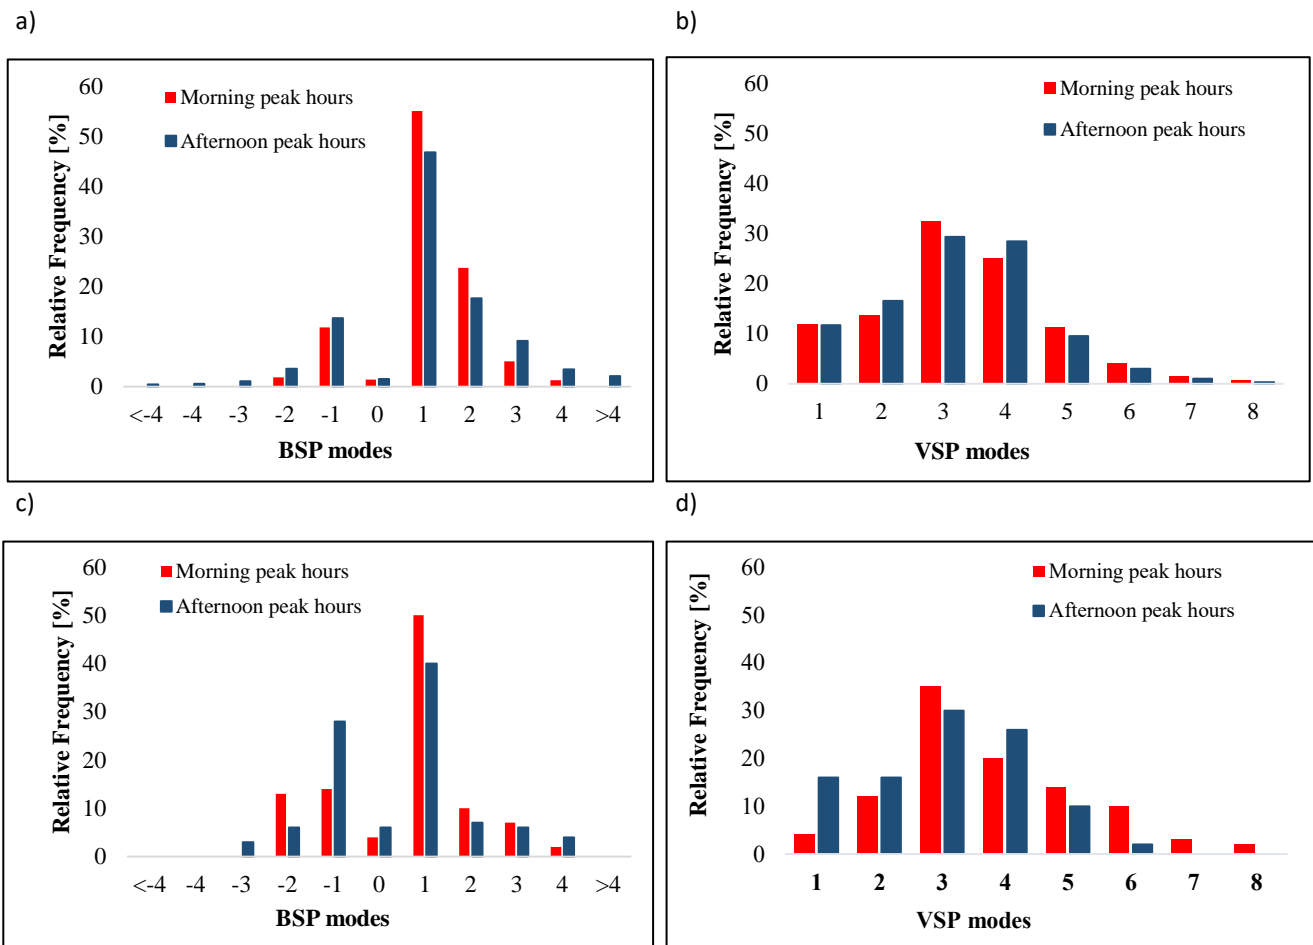 a)
Relative Frequency [%]
60
50
40
30
20
10
0
Morning peak hours
Afternoon peak hours
<-4 -4 -3 -2 -1 0 1 2 3 4 >4
BSP modes
b)
Relative Frequency [%]
60
50
40
30
20
10
0
Morning peak hours
Afternoon peak hours
1 2 3 4 5 6 7 8
VSP modes
c)
Relative Frequency [%]
60
50
40
30
20
10
0
Morning peak hours
Afternoon peak hours
<-4 -4 -3 -2 -1 0 1 2 3 4 >4
BSP modes
d)
Relative Frequency [%]
60
50
40
30
20
10
0
Morning peak hours
Afternoon peak hours
1 2 3 4 5 6 7 8
VSP modes